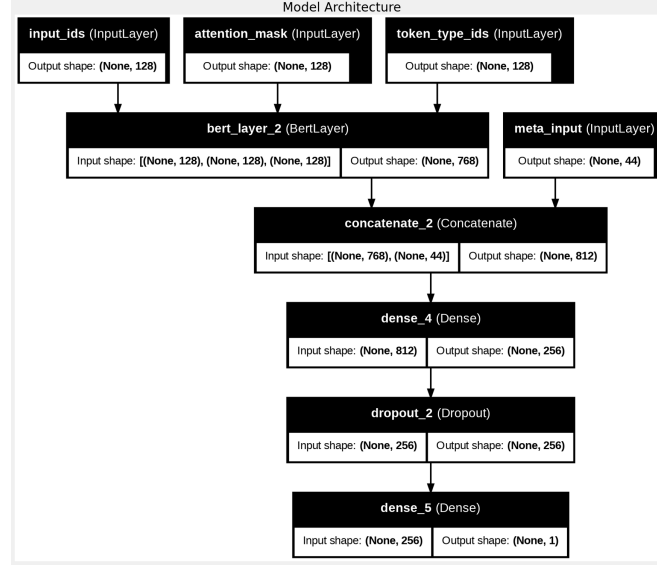 Model Architecture
input_ids (InputLayer)
Output shape: (None, 128)
attention_mask (InputLayer)
Output shape: (None, 128)
token_type_ids (InputLayer)
Output shape: (None, 128)
bert_layer_2 (BertLayer)
Input shape: [(None, 128), (None, 128), (None, 128)] Output shape: (None, 768)
meta_input (InputLayer)
Output shape: (None, 44)
concatenate_2 (Concatenate)
Input shape: [(None, 768), (None, 44)] Output shape: (None, 812)
dense_4 (Dense)
Input shape: (None, 812) Output shape: (None, 256)
dropout_2 (Dropout)
Input shape: (None, 256) Output shape: (None, 256)
dense_5 (Dense)
Input shape: (None, 256) Output shape: (None, 1)